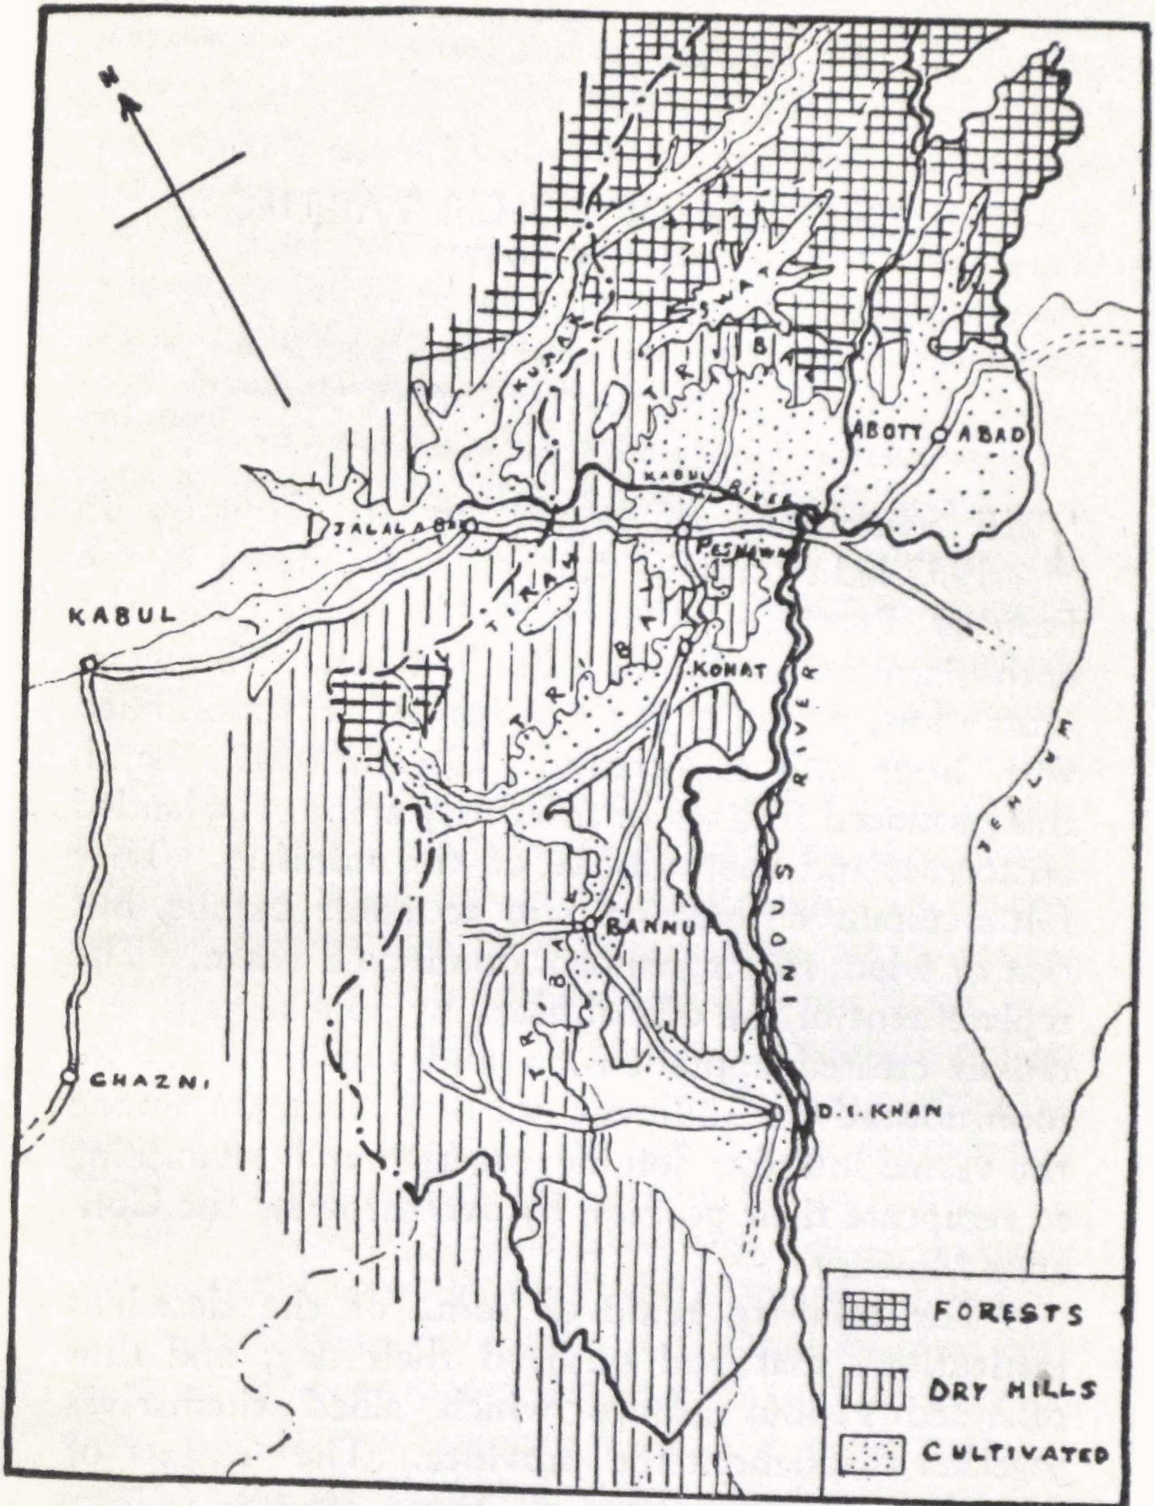 N
KUNAR
SWAT
TRIBAL
KABUL RIVER
ABOTTABAD
JALALABAD
PESHAWAR
KABUL
TIRAH
TRIBAL
KOHAT
INDUS RIVER
JEHLUM
BANNU
TRIBAL
GHAZNI
D.I.KHAN
FORESTS
DRY HILLS
CULTIVATED